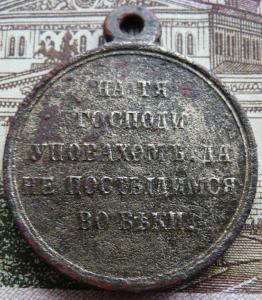 НА ТЯ
ГОСПОДИ
УПОВАХОМЪ, ДА
НЕ ПОСТЫДИМСЯ
ВО ВѢКИ.